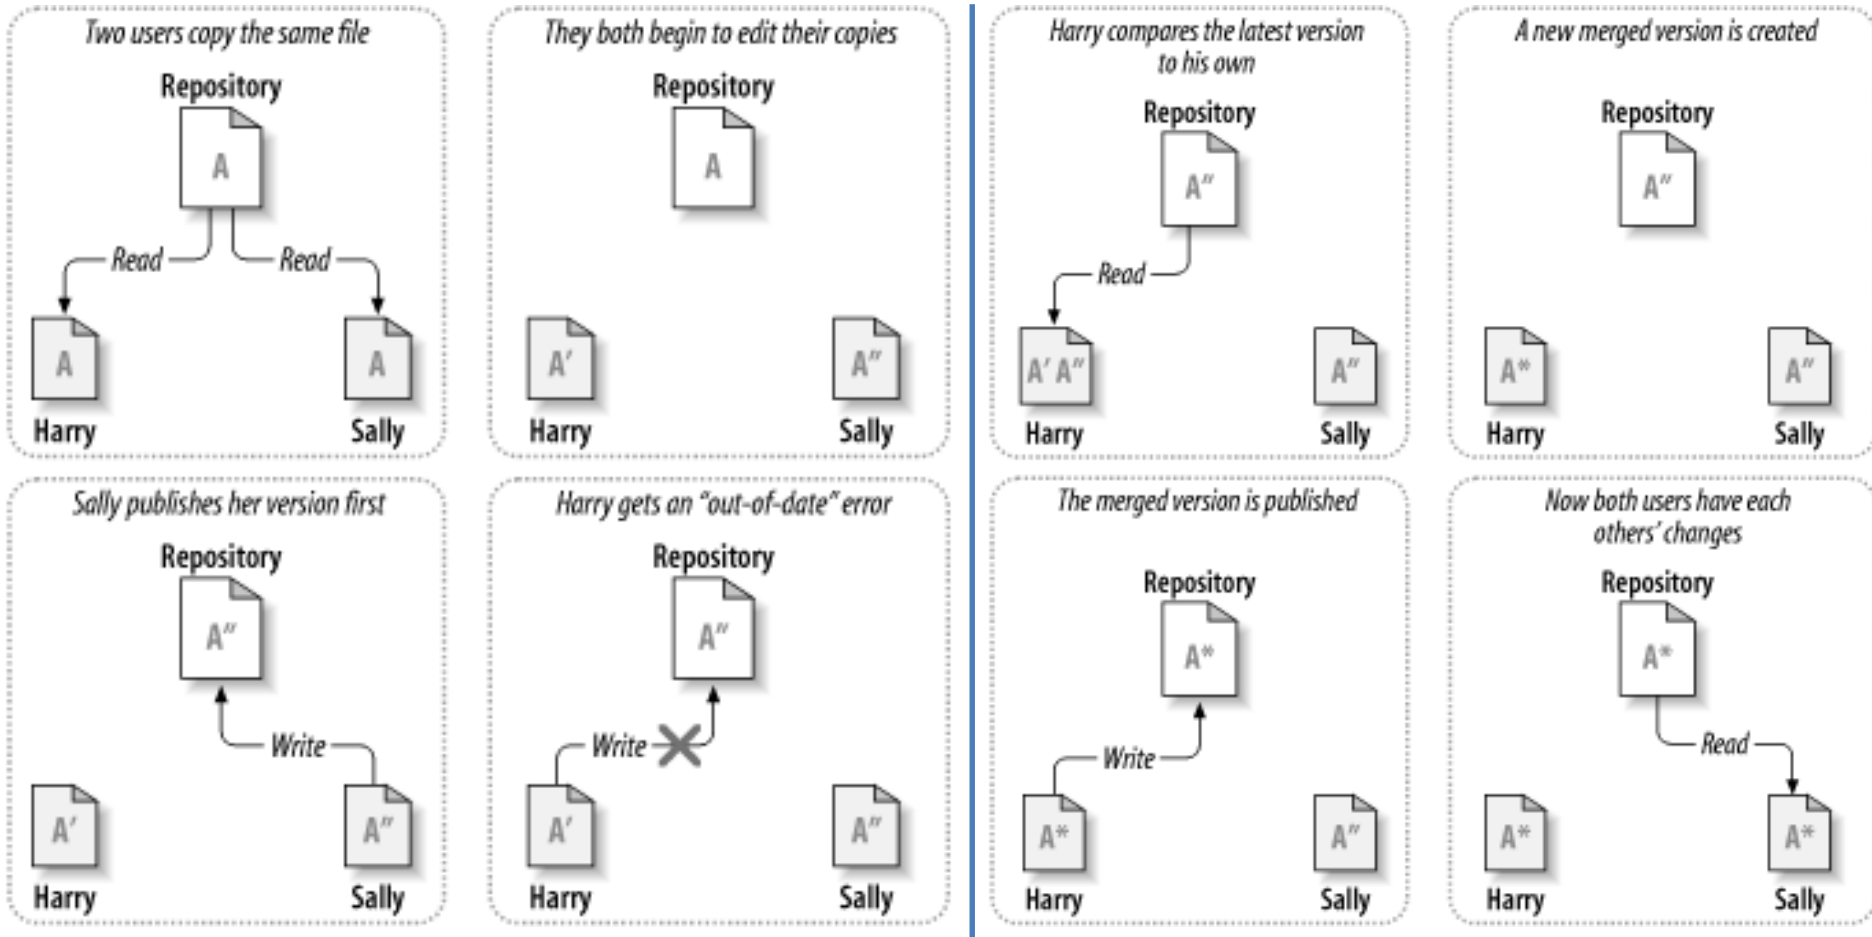 Two users copy the same file
Repository
A
Read
Read
A
A
Harry
Sally
They both begin to edit their copies
Repository
A
A′
A″
Harry
Sally
Sally publishes her version first
Repository
A″
Write
A′
A″
Harry
Sally
Harry gets an “out-of-date” error
Repository
A″
Write
A′
A″
Harry
Sally
Harry compares the latest version
to his own
Repository
A″
Read
A′ A″
A″
Harry
Sally
A new merged version is created
Repository
A″
A*
A″
Harry
Sally
The merged version is published
Repository
A*
Write
A*
A″
Harry
Sally
Now both users have each
others’ changes
Repository
A*
Read
A*
A*
Harry
Sally